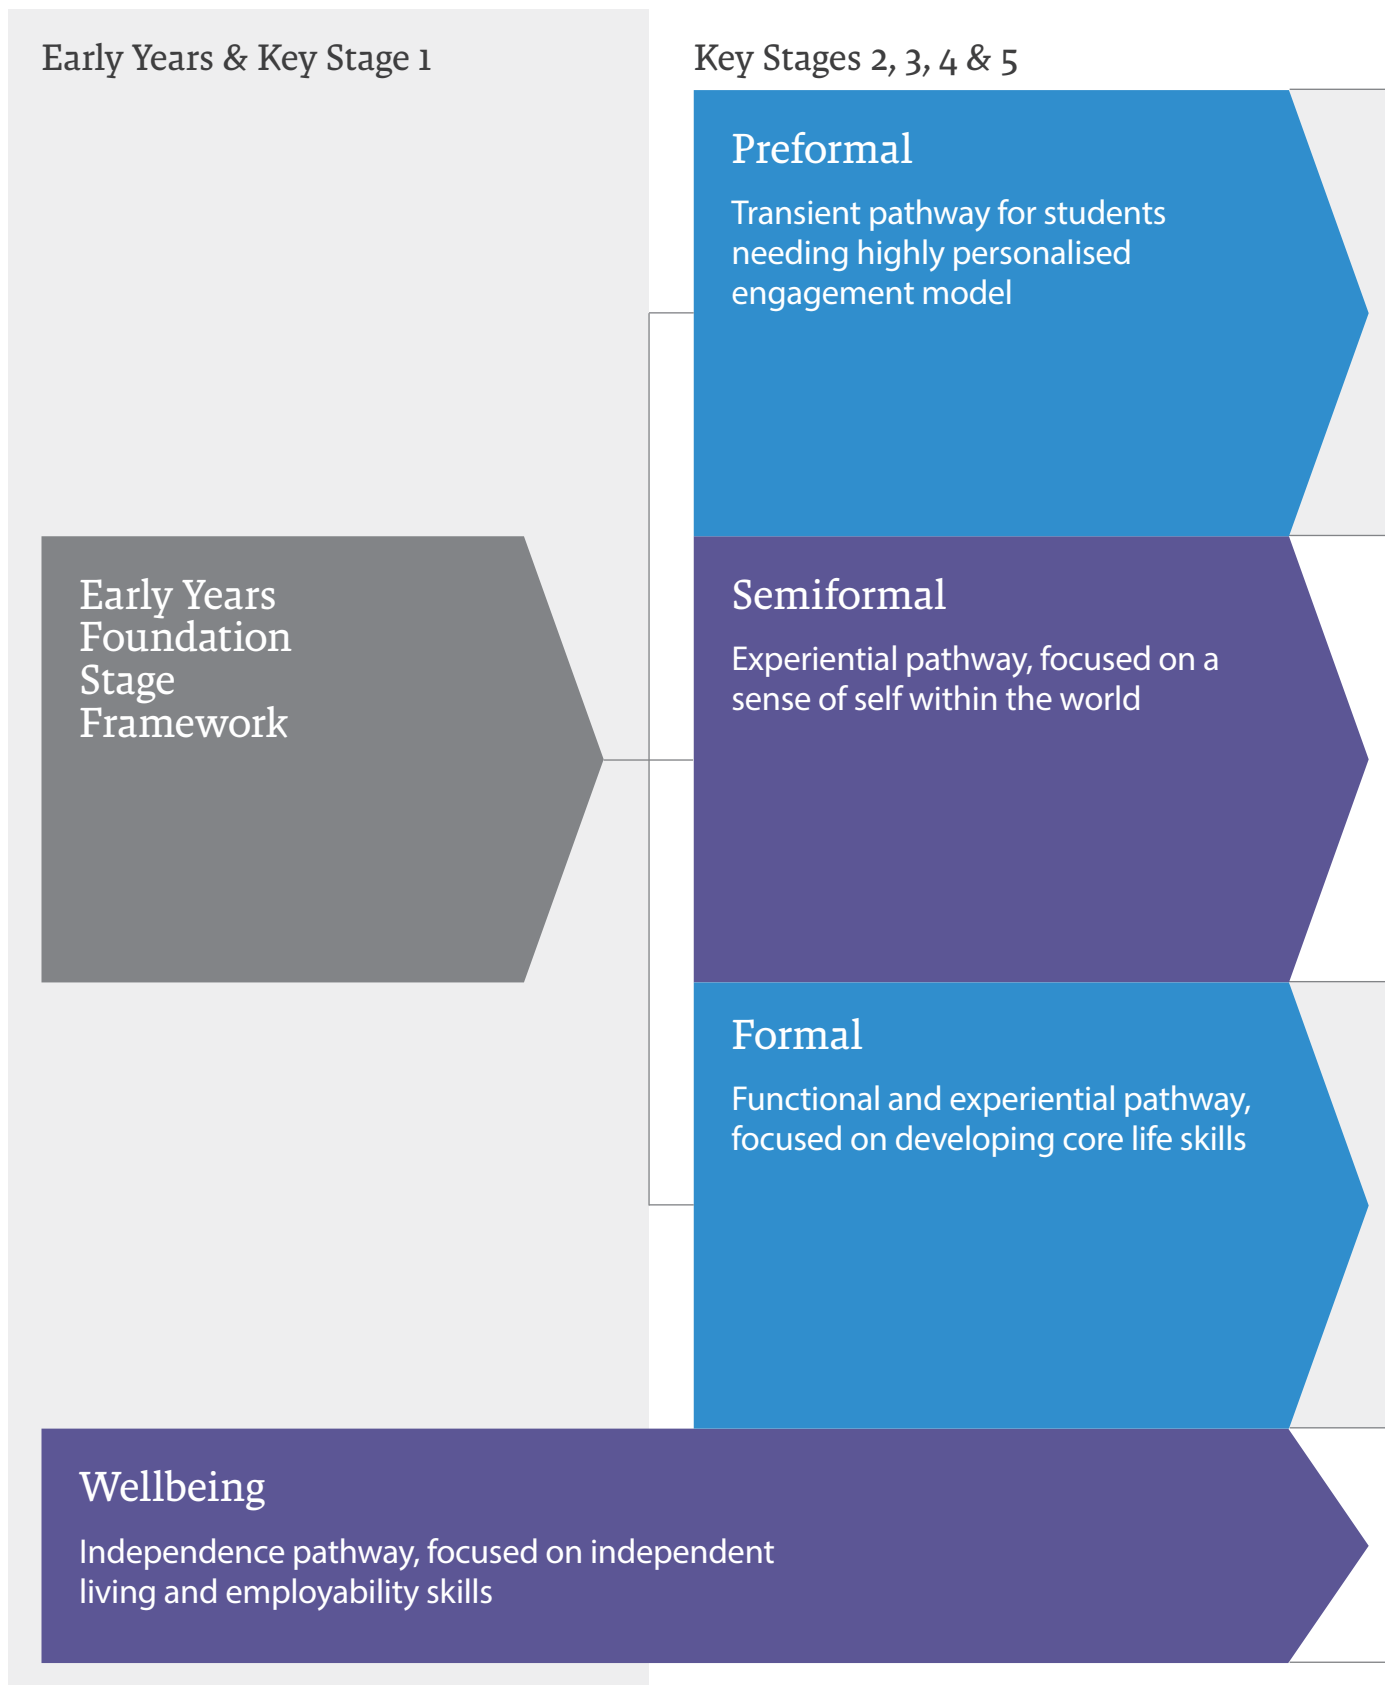 Early Years & Key Stage 1
Key Stages 2, 3, 4 & 5
Preformal
Transient pathway for students
needing highly personalised
engagement model
Early Years
Foundation
Stage
Framework
Semiformal
Experiential pathway, focused on a
sense of self within the world
Formal
Functional and experiential pathway,
focused on developing core life skills
Wellbeing
Independence pathway, focused on independent
living and employability skills